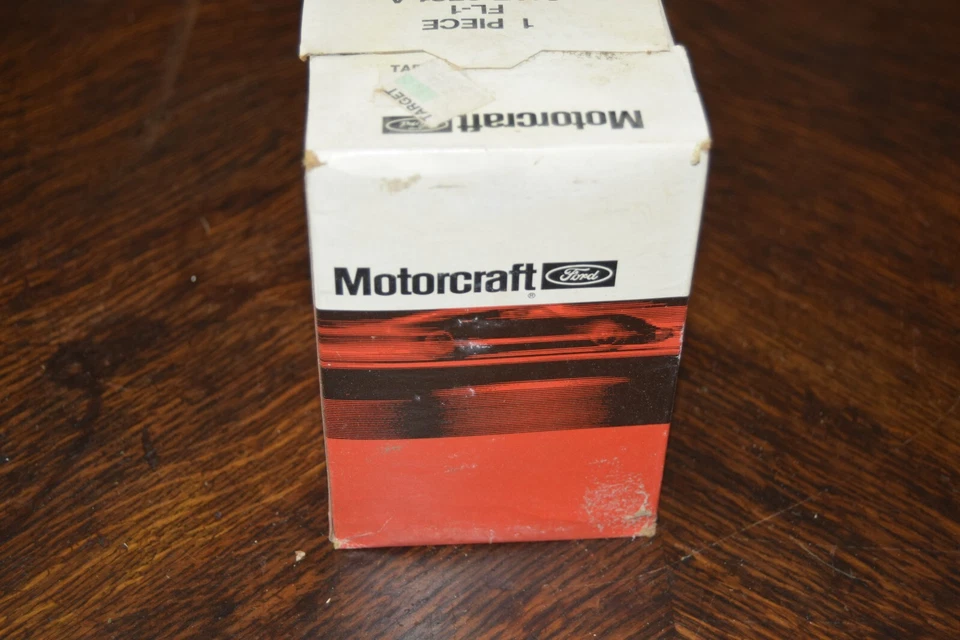 1 PIECE
FL-1
TARGET
Motorcraft Ford
Motorcraft Ford
®